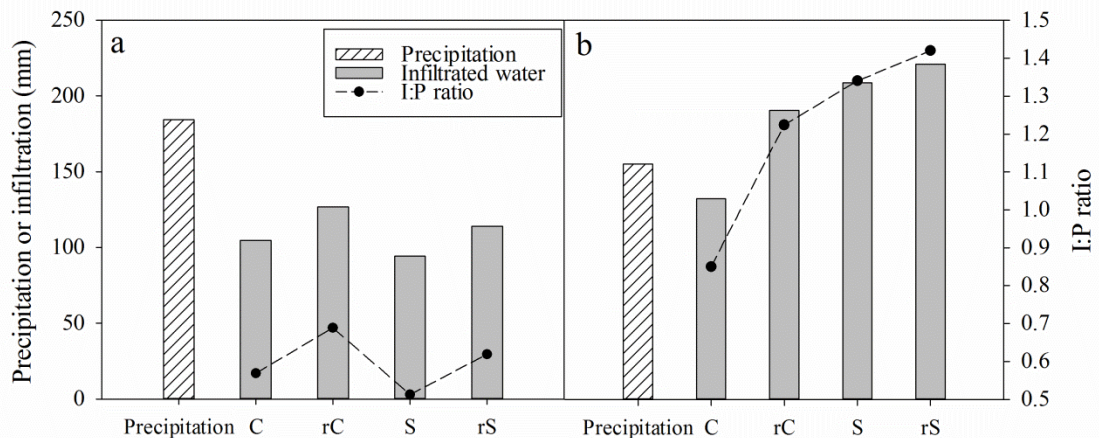 Precipitation or infiltration (mm)
250
200
150
100
50
0
a
Precipitation
Infiltrated water
I:P ratio
b
1.5
1.4
1.3
1.2
1.1
1.0
0.9
0.8
0.7
0.6
0.5
I:P ratio
Precipitation C rC S rS
Precipitation C rC S rS